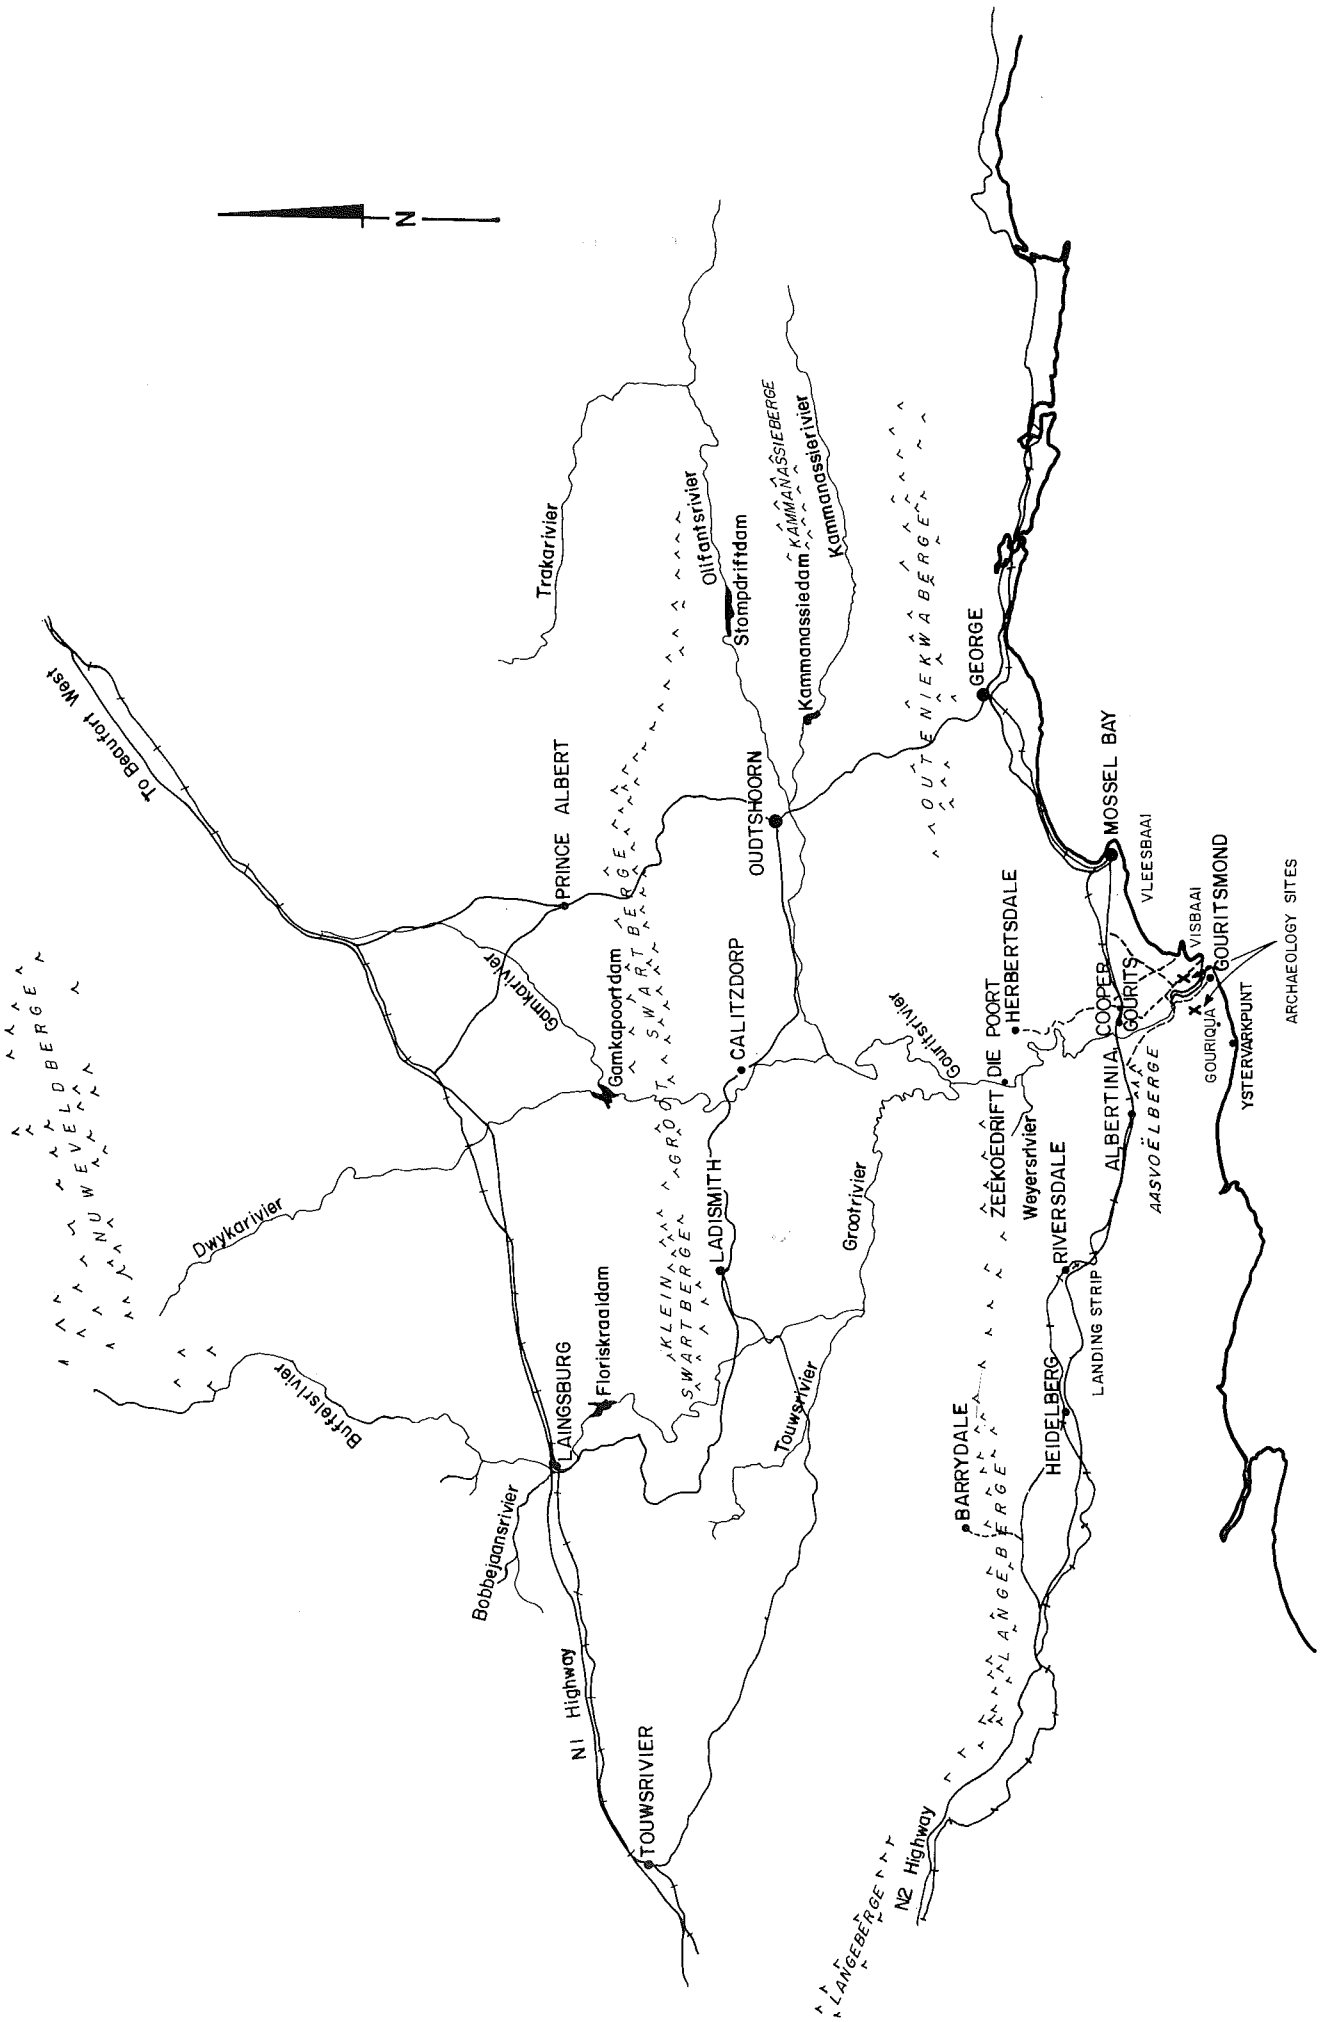 N
To Beaufort West
NUWEVELDBERGE
Dwykarivier
Buffelsrivier
Bobbejaansrivier
LAINGSBURG
Floriskraaldam
N1 Highway
TOUWSRIVIER
Trakarivier
PRINCE ALBERT
Gamkarivier
Gamkapoortdam
GROOT SWARTBERGE
KLEIN
SWARTBERGE
LADISMITH
CALITZDORP
OUDTSHOORN
Olifantsrivier
Stompdriftdam
KAMMANASSIEBERGE
Kammanassiedam
Kammanassierivier
OUTENIEKWABERGE
GEORGE
Touwsrivier
Grootrivier
Gouritsrivier
ZEEKOEDRIFT
DIE POORT
HERBERTSDALE
Weyersrivier
BARRYDALE
LANGEBERGE
LANGEBERGE
N2 Highway
HEIDELBERG
RIVERSDALE
LANDING STRIP
ALBERTINIA
COOPER
GOURITS
AASVOËLBERGE
MOSSEL BAY
VLEESBAAI
VISBAAI
GOURITSMOND
GOURIQUA
YSTERVARKPUNT
ARCHAEOLOGY SITES